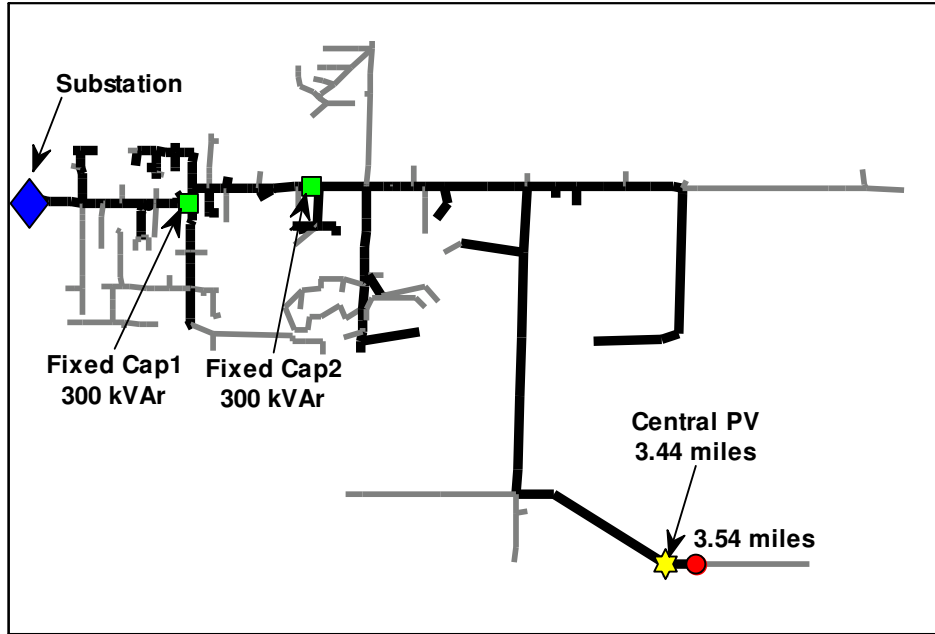 Substation
Fixed Cap1
300 kVAr
Fixed Cap2
300 kVAr
Central PV
3.44 miles
3.54 miles